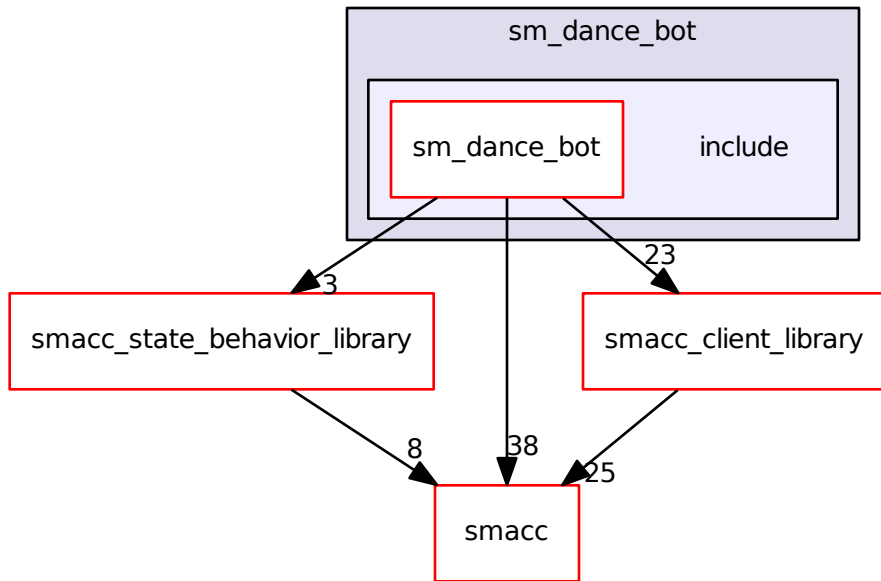 sm_dance_bot
sm_dance_bot
include
23
3
smacc_state_behavior_library
smacc_client_library
8
38
25
smacc